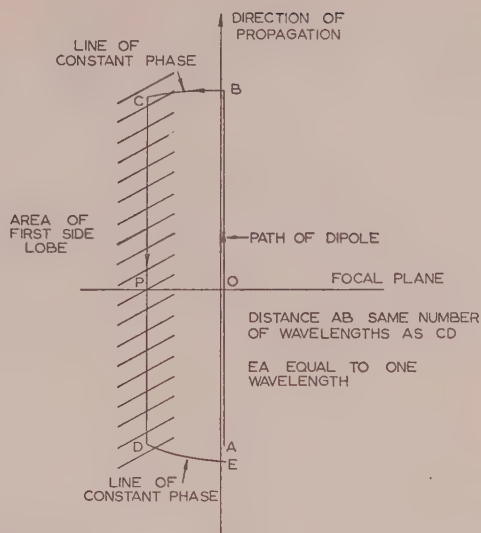 DIRECTION OF
PROPAGATION
LINE OF
CONSTANT PHASE
B
C
AREA OF
FIRST SIDE
LOBE
PATH OF DIPOLE
P
O
FOCAL PLANE
DISTANCE AB SAME NUMBER
OF WAVELENGTHS AS CD
EA EQUAL TO ONE
WAVELENGTH
D
A
E
LINE OF
CONSTANT PHASE